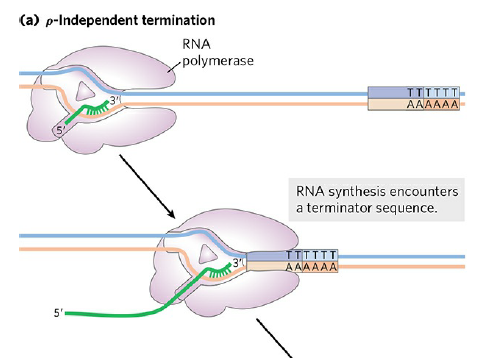 (a) ρ-Independent termination
RNA
polymerase
TTTTTT
AAAAAA
3'
5'
RNA synthesis encounters
a terminator sequence.
TTTTTT
AAAAAA
3'
5'